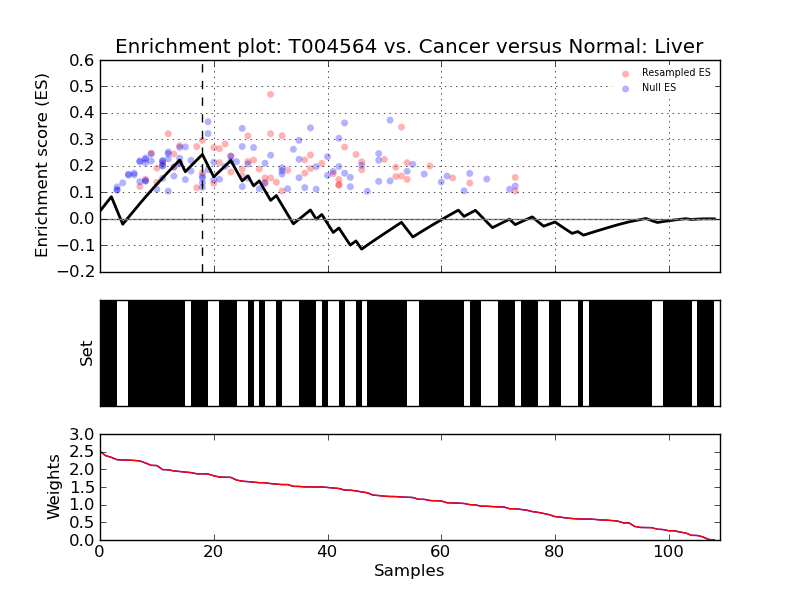 Enrichment plot: T004564 vs. Cancer versus Normal: Liver
Enrichment score (ES)
0.6
0.5
0.4
0.3
0.2
0.1
0.0
−0.1
−0.2
Resampled ES
Null ES
Set
Weights
3.0
2.5
2.0
1.5
1.0
0.5
0.0
0 20 40 60 80 100
Samples